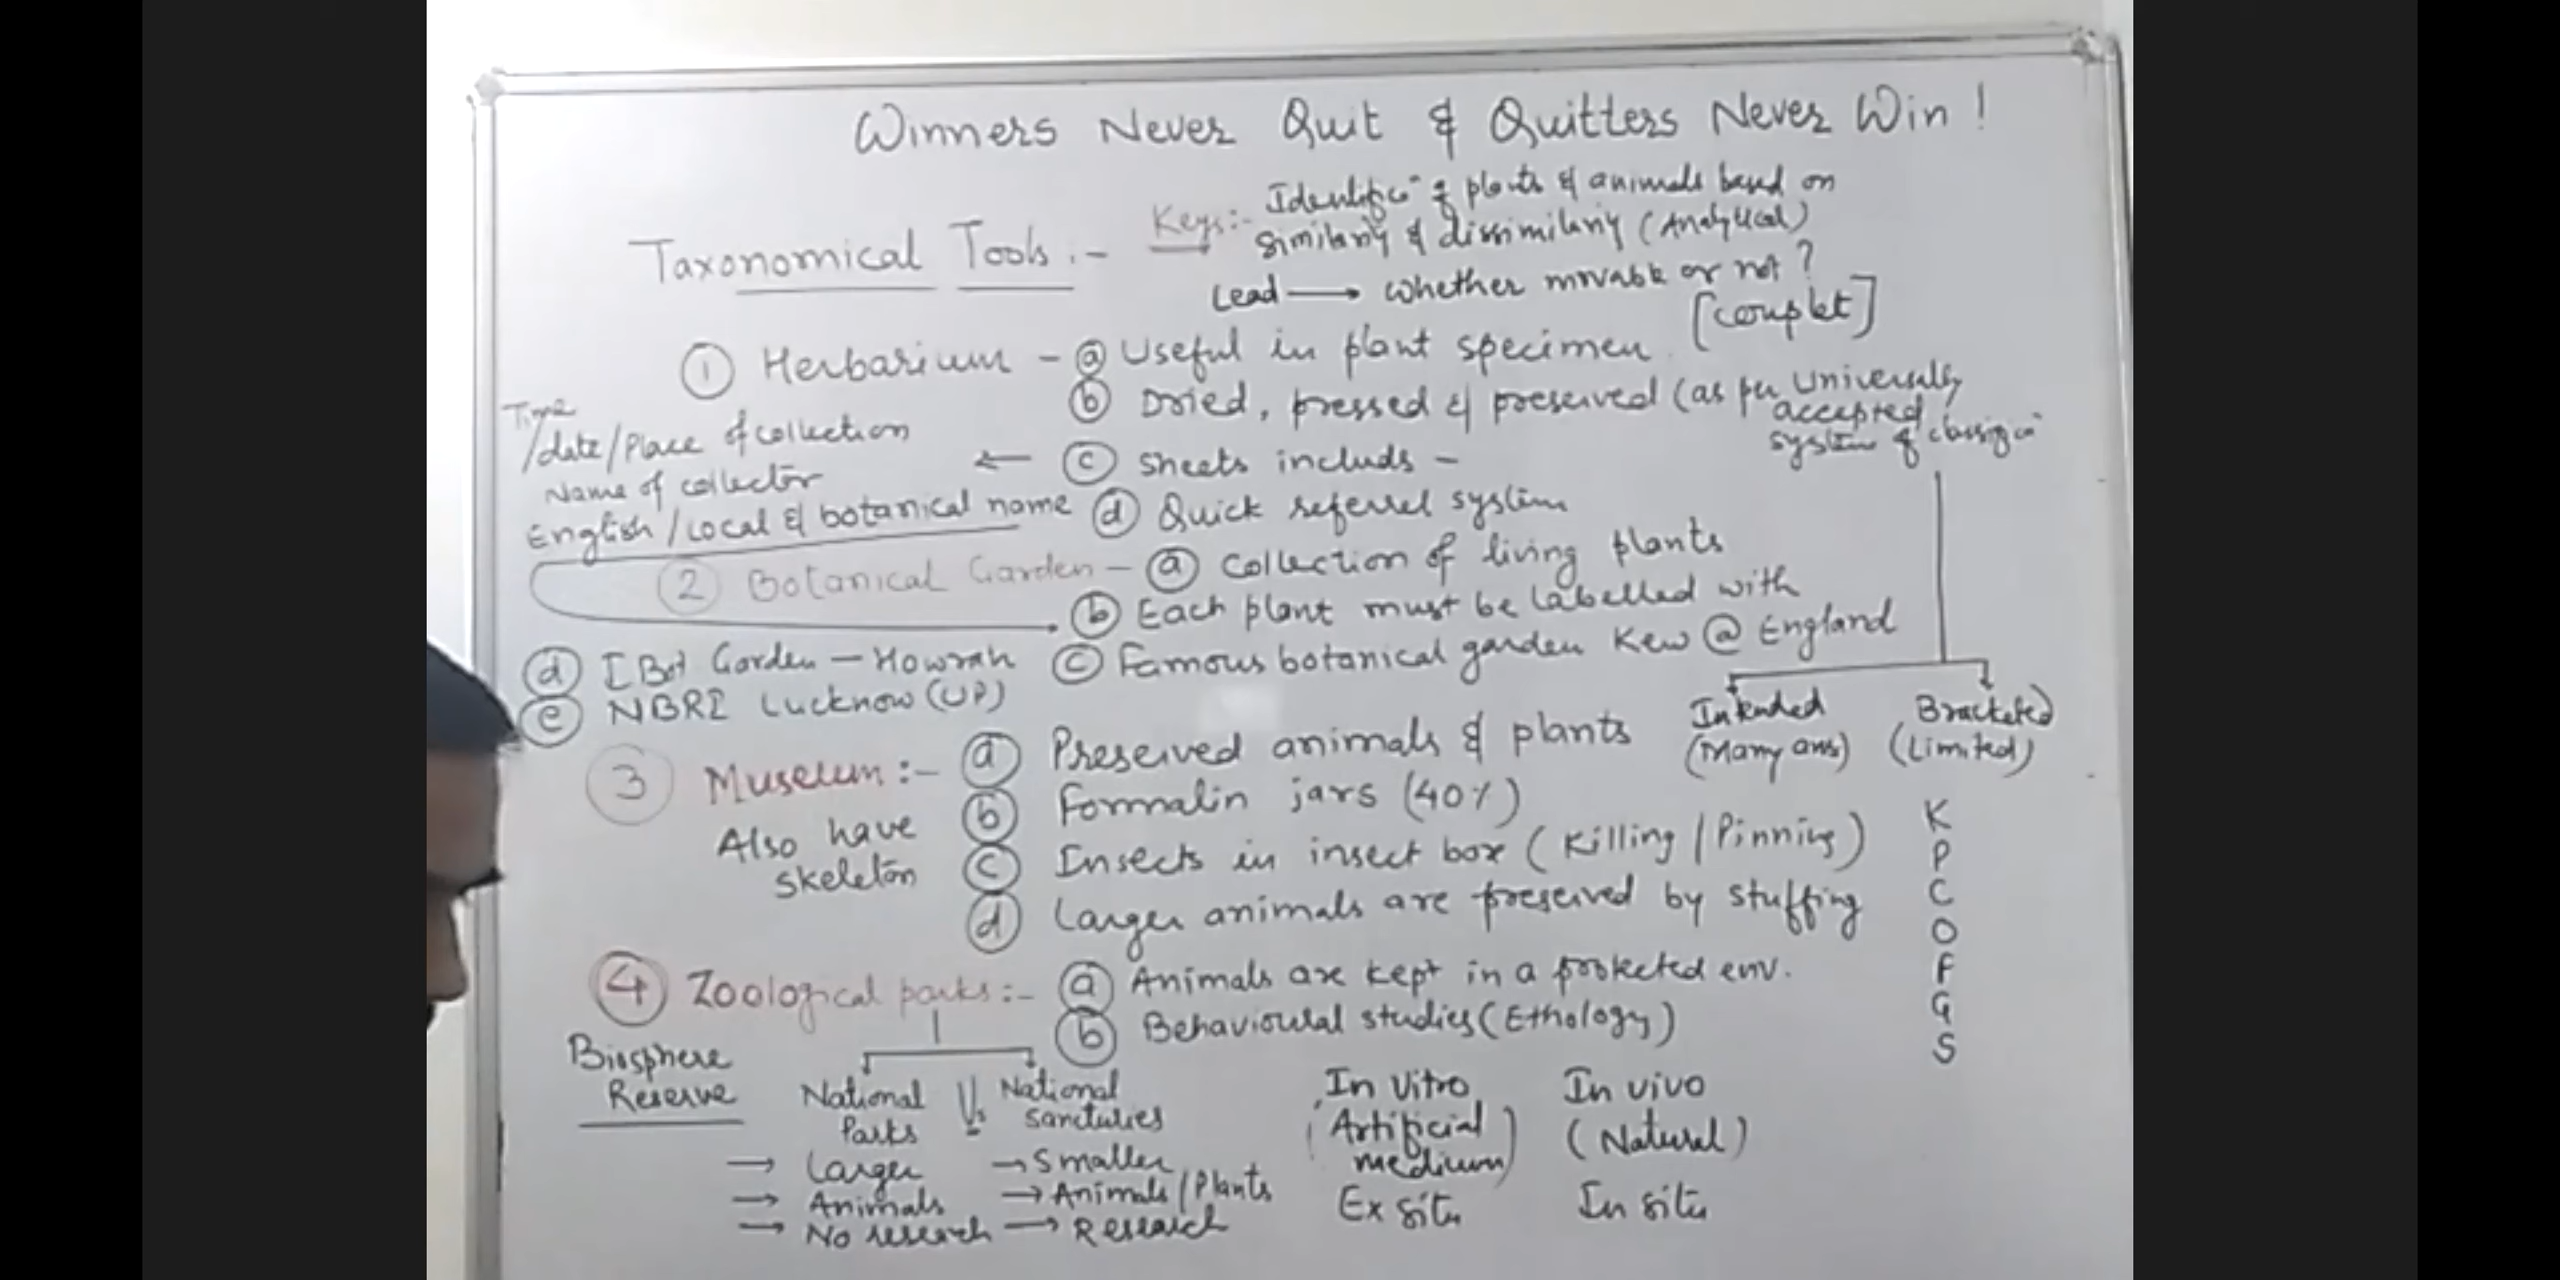 Winners Never Quit & Quitters Never Win !
Taxonomical Tools :-
Keys:- Identific^n of plants & animals based on
Similarity & dissimilarity (Analytical)
Lead → whether movable or not ?
[Couplet]
① Herbarium - ⓐ Useful in plant specimen
ⓑ Dried, pressed & preserved (as per universally
accepted
system of classific^n
ⓒ Sheets includs -
Time
/date/Place of collection
Name of collector
English/Local & botanical name
ⓓ Quick referrel system
② Botanical Garden - ⓐ Collection of living plants
ⓑ Each plant must be labelled with
ⓒ Famous botanical garden Kew @ England
ⓓ I Bot Garden - Howrah
ⓔ NBRI Lucknow (UP)
Intended Bracketed
(Many ans) (Limited)
③ Museum :- ⓐ Preserved animals & plants
ⓑ Formalin jars (40%)
ⓒ Insects in insect box (Killing / Pinning)
ⓓ Larger animals are preserved by stuffing
Also have
skeleton
K
P
C
O
F
G
S
④ Zoological parks :- ⓐ Animals are kept in a protected env.
ⓑ Behavioural studies (Ethology)
Biosphere
Reserve
National
Parks
Vs
National
sancturies
→ Larger → Smaller
→ Animals → Animals/Plants
→ No research → Research
In Vitro In vivo
(Artificial
medium) (Natural)
Ex situ In situ